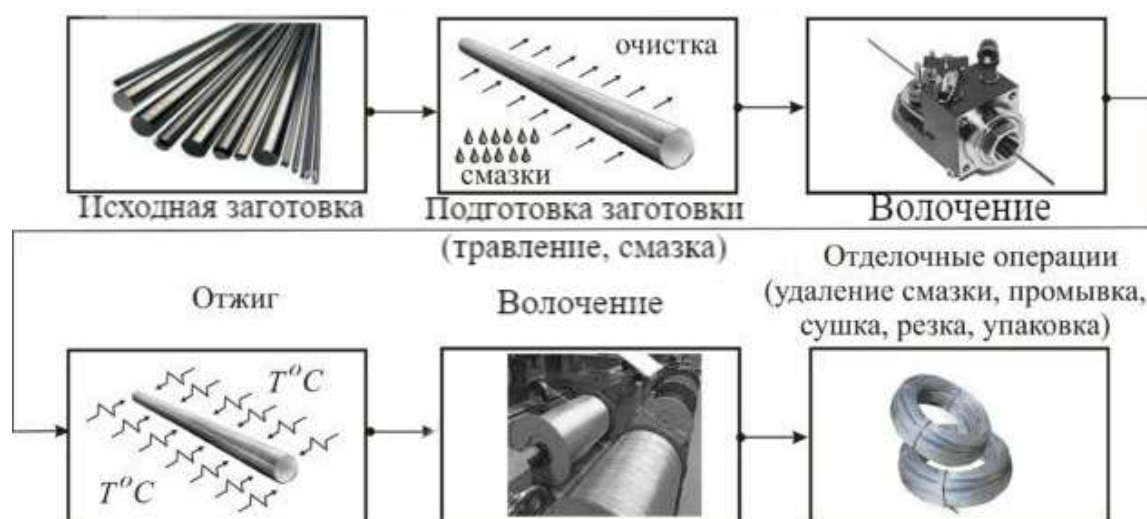 очистка
смазки
Исходная заготовка
Подготовка заготовки
(травление, смазка)
Волочение
Отжиг
T°C
T°C
Волочение
Отделочные операции
(удаление смазки, промывка,
сушка, резка, упаковка)